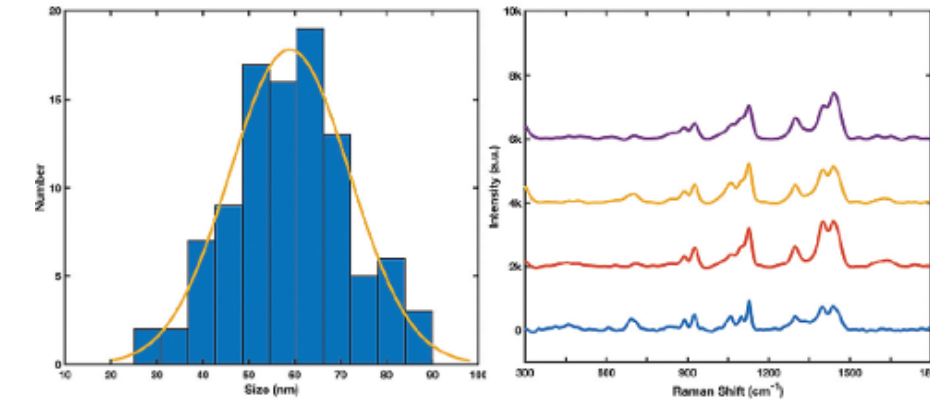 20
15
10
5
0
10 20 30 40 50 60 70 80 90
Number
Size (nm)
10k
8k
6k
4k
2k
0
300 600 900 1200 1500
Intensity (a.u.)
Raman Shift (cm⁻¹)